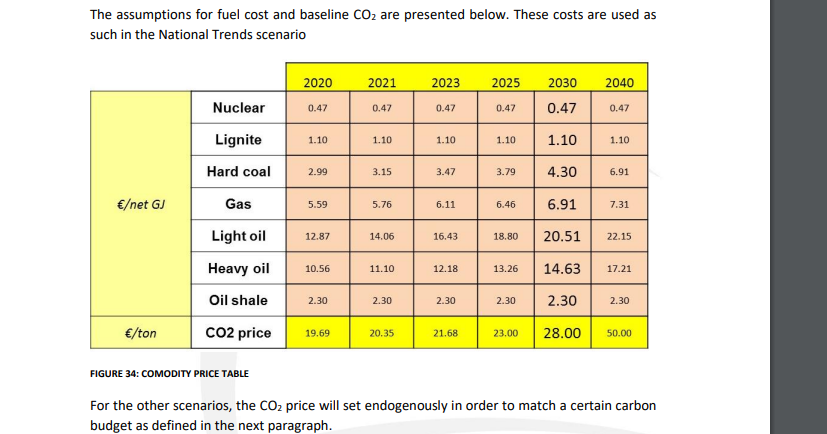 The assumptions for fuel cost and baseline CO₂ are presented below. These costs are used as
such in the National Trends scenario
2020 2021 2023 2025 2030 2040
Nuclear 0.47 0.47 0.47 0.47 0.47 0.47
Lignite 1.10 1.10 1.10 1.10 1.10 1.10
Hard coal 2.99 3.15 3.47 3.79 4.30 6.91
€/net GJ Gas 5.59 5.76 6.11 6.46 6.91 7.31
Light oil 12.87 14.06 16.43 18.80 20.51 22.15
Heavy oil 10.56 11.10 12.18 13.26 14.63 17.21
Oil shale 2.30 2.30 2.30 2.30 2.30 2.30
€/ton CO2 price 19.69 20.35 21.68 23.00 28.00 50.00
FIGURE 34: COMODITY PRICE TABLE
For the other scenarios, the CO₂ price will set endogenously in order to match a certain carbon
budget as defined in the next paragraph.